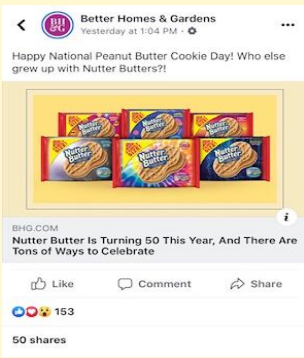 BH
&G
Better Homes & Gardens
Yesterday at 1:04 PM ·
Happy National Peanut Butter Cookie Day! Who else
grew up with Nutter Butters?!
Nutter Butter
Nutter Butter
Nutter Butter
Nutter Butter
Nutter Butter
Nutter Butter
BHG.COM
Nutter Butter Is Turning 50 This Year, And There Are
Tons of Ways to Celebrate
Like Comment Share
153
50 shares